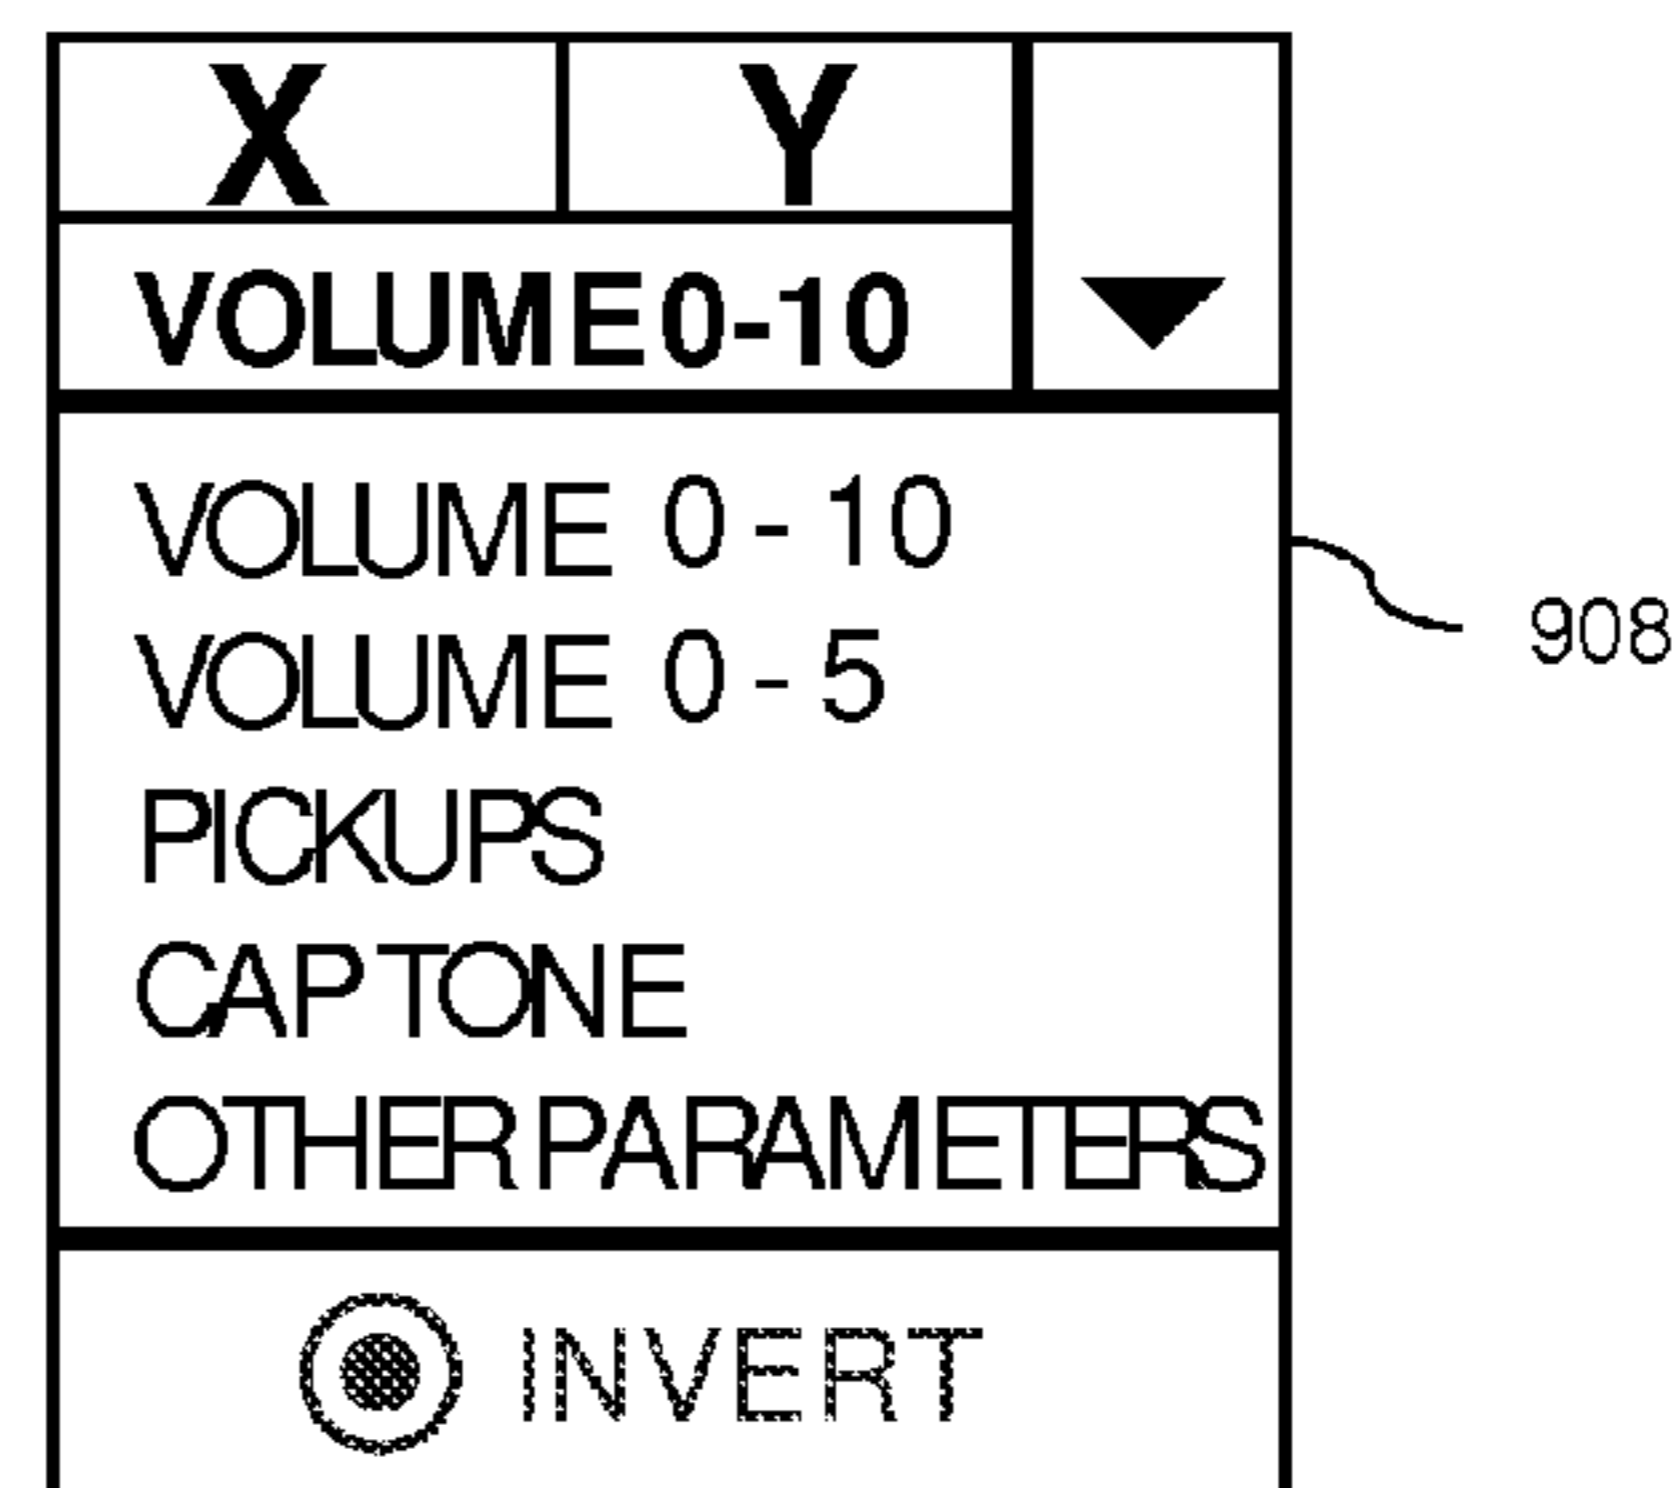 X Y
VOLUME 0-10
VOLUME 0 - 10
VOLUME 0 - 5
908
PICKUPS
CAP TONE
OTHER PARAMETERS
INVERT